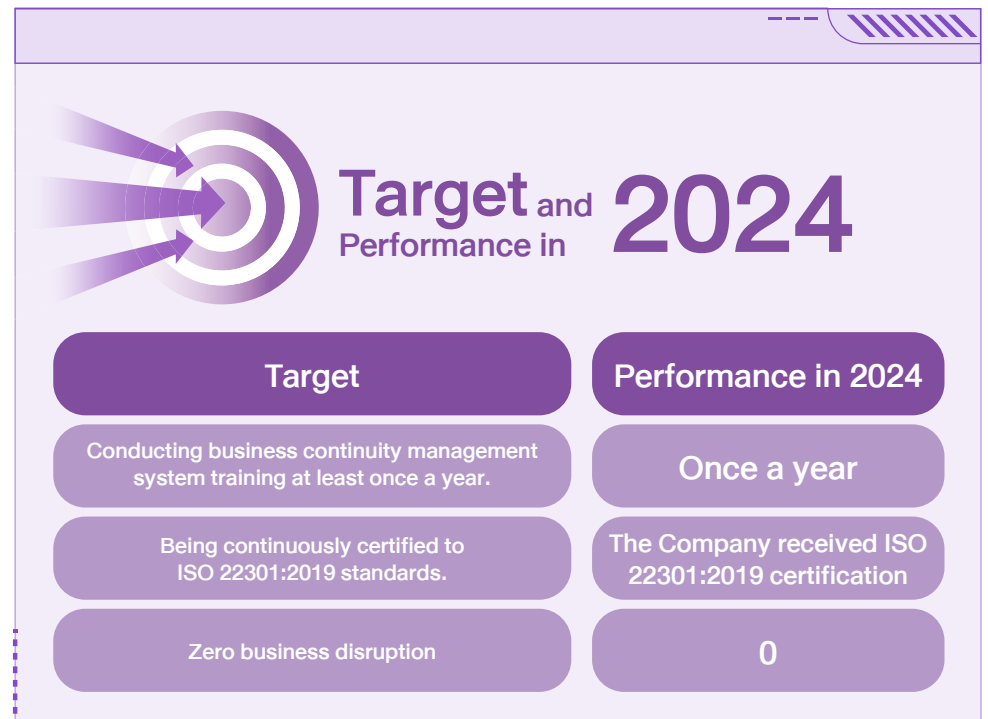 Target and
Performance in
2024
Target
Performance in 2024
Conducting business continuity management
system training at least once a year.
Once a year
Being continuously certified to
ISO 22301:2019 standards.
The Company received ISO
22301:2019 certification
Zero business disruption
0